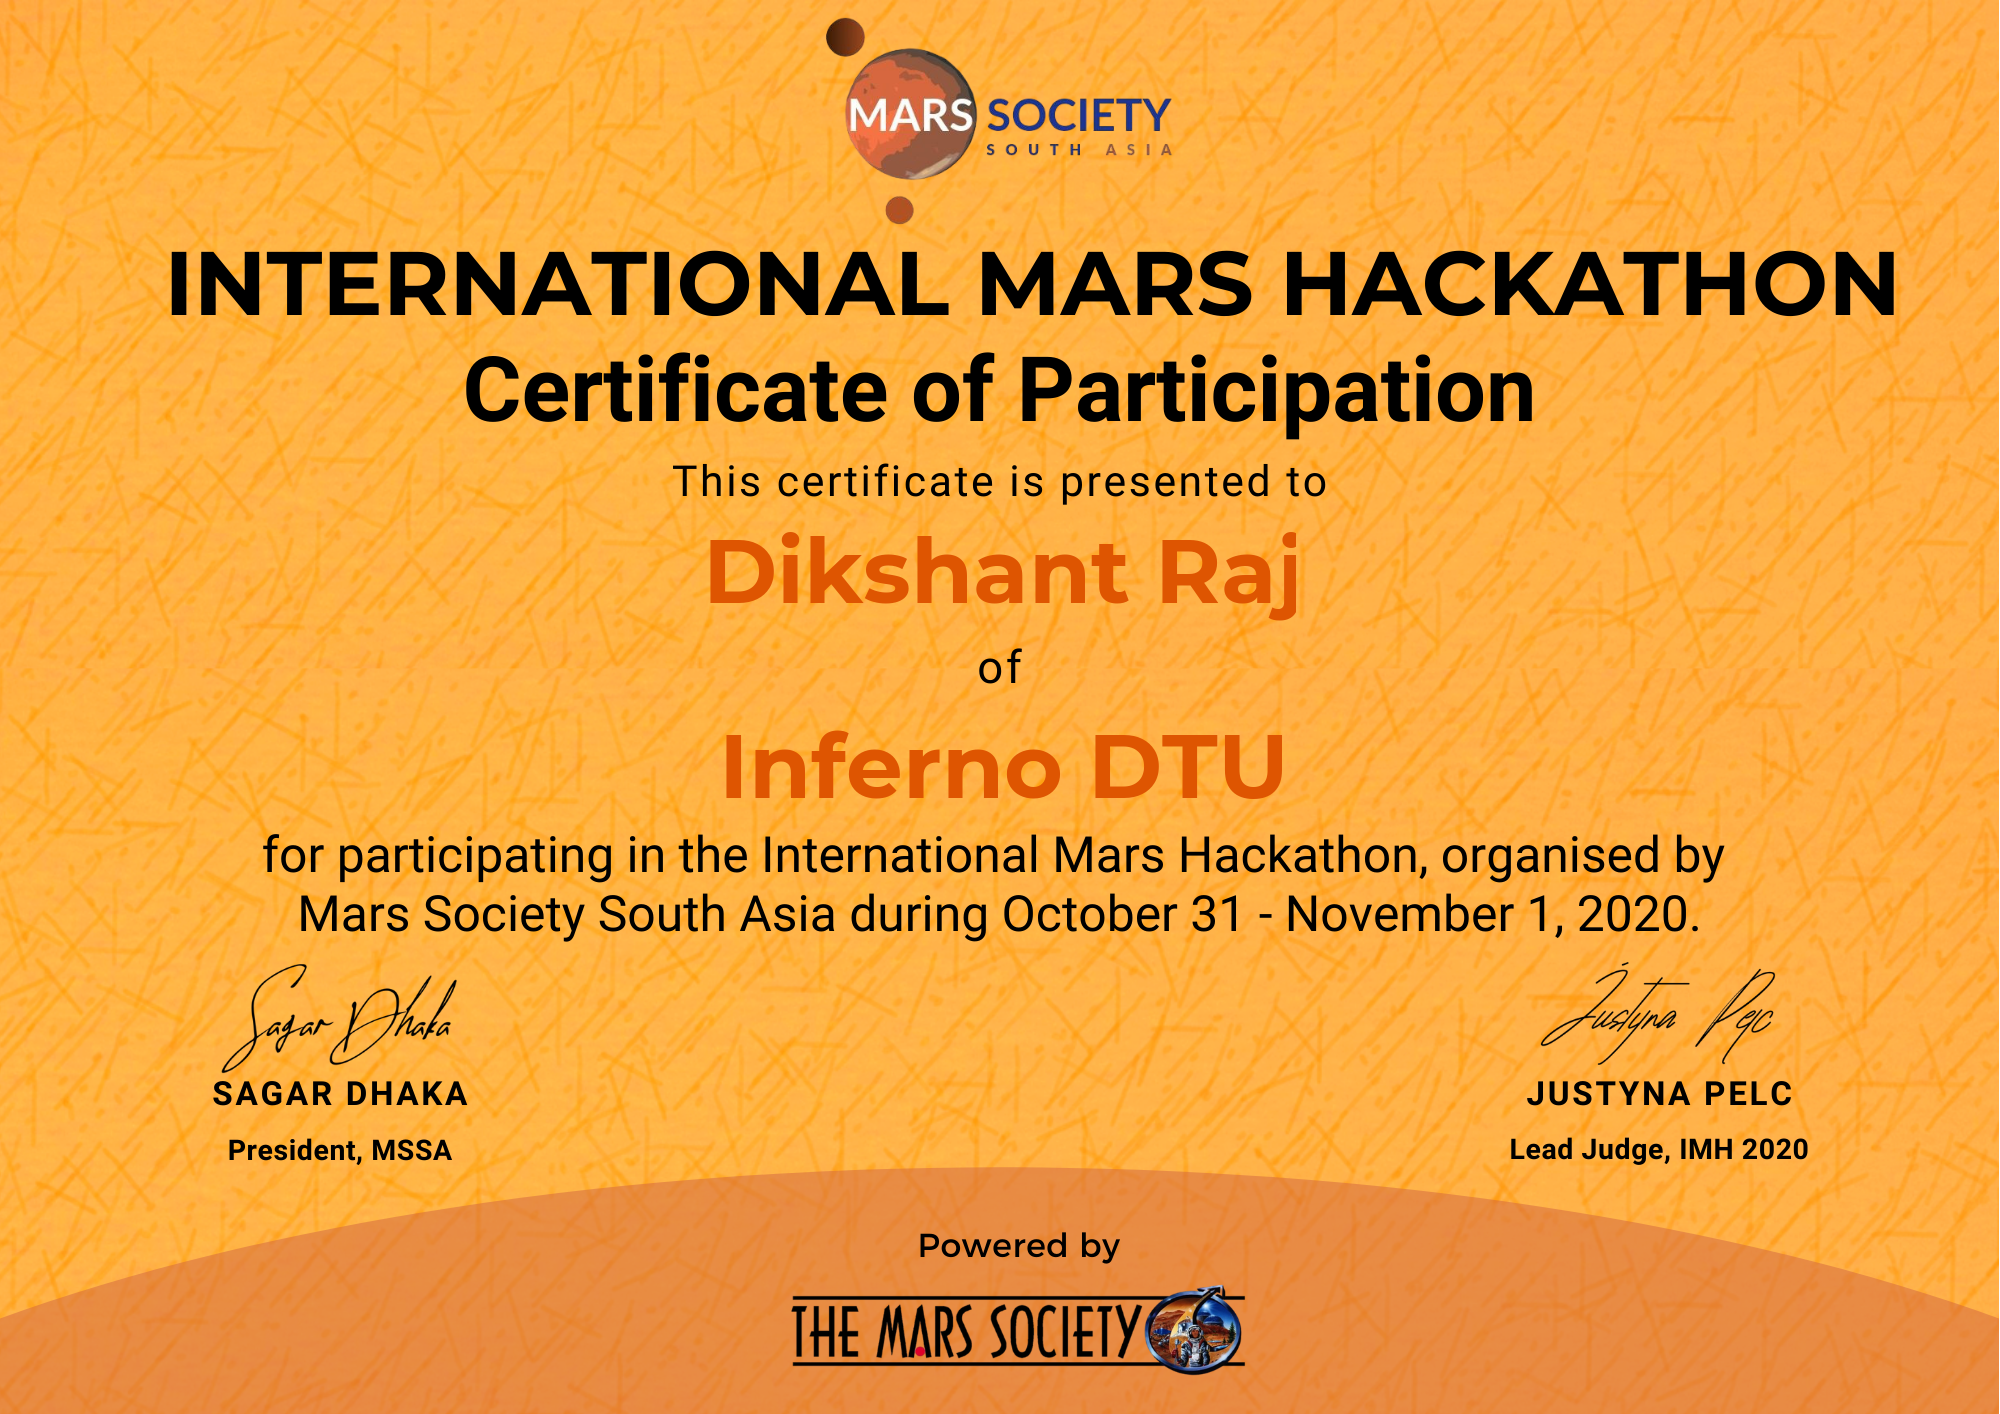 MARS SOCIETY
SOUTH ASIA
INTERNATIONAL MARS HACKATHON
Certificate of Participation
This certificate is presented to
Dikshant Raj
of
Inferno DTU
for participating in the International Mars Hackathon, organised by
Mars Society South Asia during October 31 - November 1, 2020.
Sagar Dhaka
SAGAR DHAKA
President, MSSA
Justyna Pelc
JUSTYNA PELC
Lead Judge, IMH 2020
Powered by
THE MARS SOCIETY